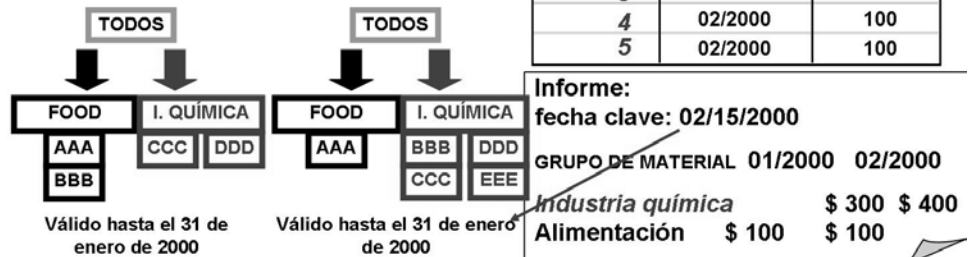 TODOS
FOOD I. QUÍMICA
AAA CCC DDD
BBB
Válido hasta el 31 de
enero de 2000
TODOS
FOOD I. QUÍMICA
AAA BBB DDD
CCC EEE
Válido hasta el 31 de enero
de 2000
4 02/2000 100
5 02/2000 100
Informe:
fecha clave: 02/15/2000
GRUPO DE MATERIAL 01/2000 02/2000
Industria química $ 300 $ 400
Alimentación $ 100 $ 100